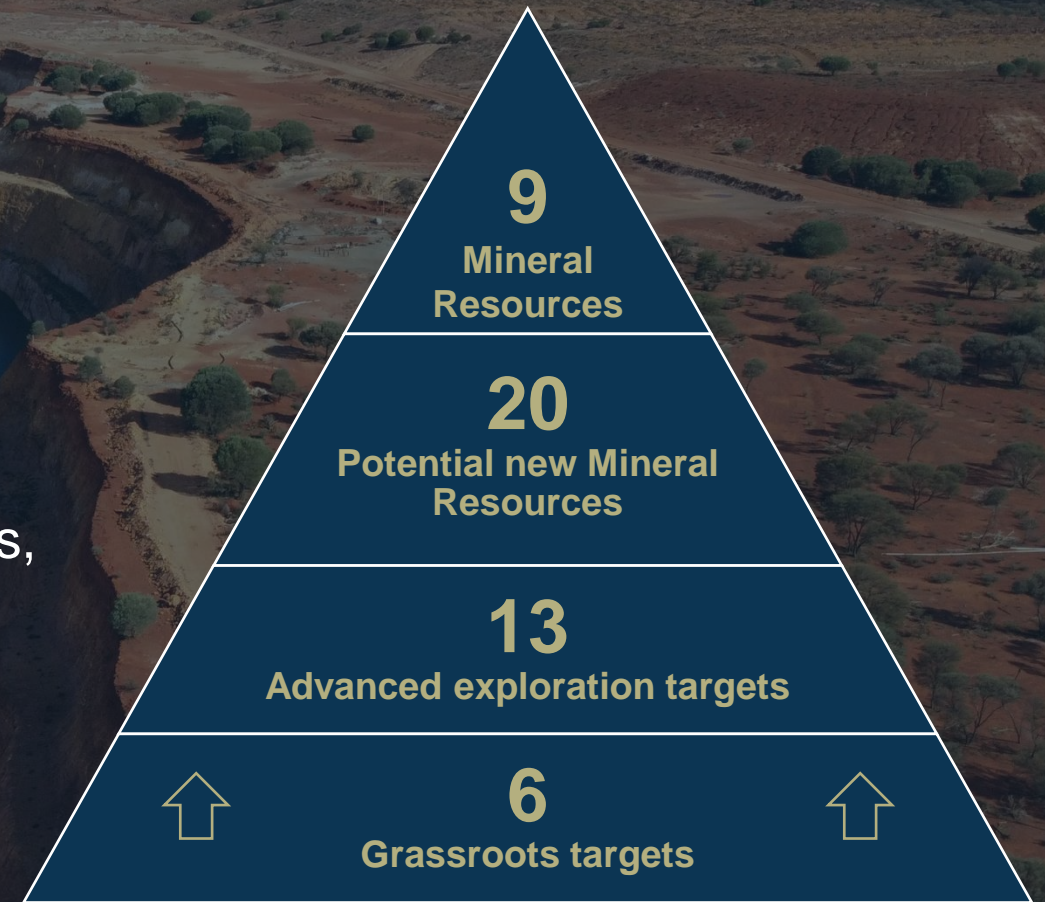 9
Mineral
Resources
20
Potential new Mineral
Resources
s,
13
Advanced exploration targets
6
Grassroots targets